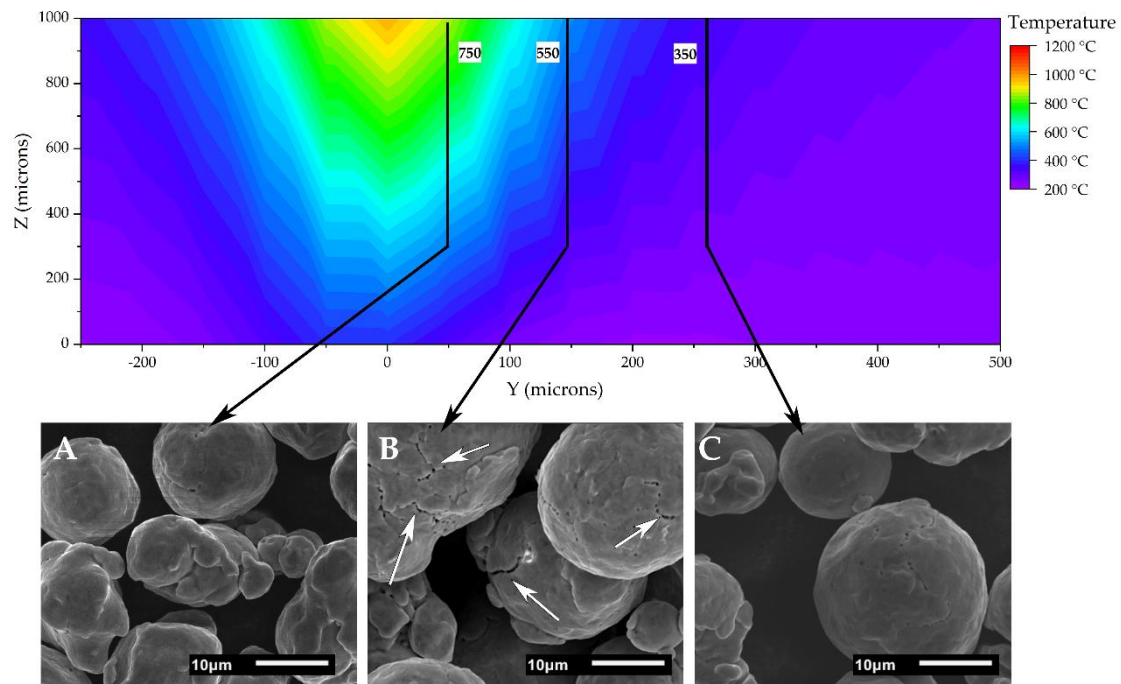 Temperature
1200 °C
1000 °C
800 °C
600 °C
400 °C
200 °C
Z (microns)
1000
800
600
400
200
0
750
550
350
-200
-100
0
100
200
300
400
500
Y (microns)
A
10μm
B
10μm
C
10μm